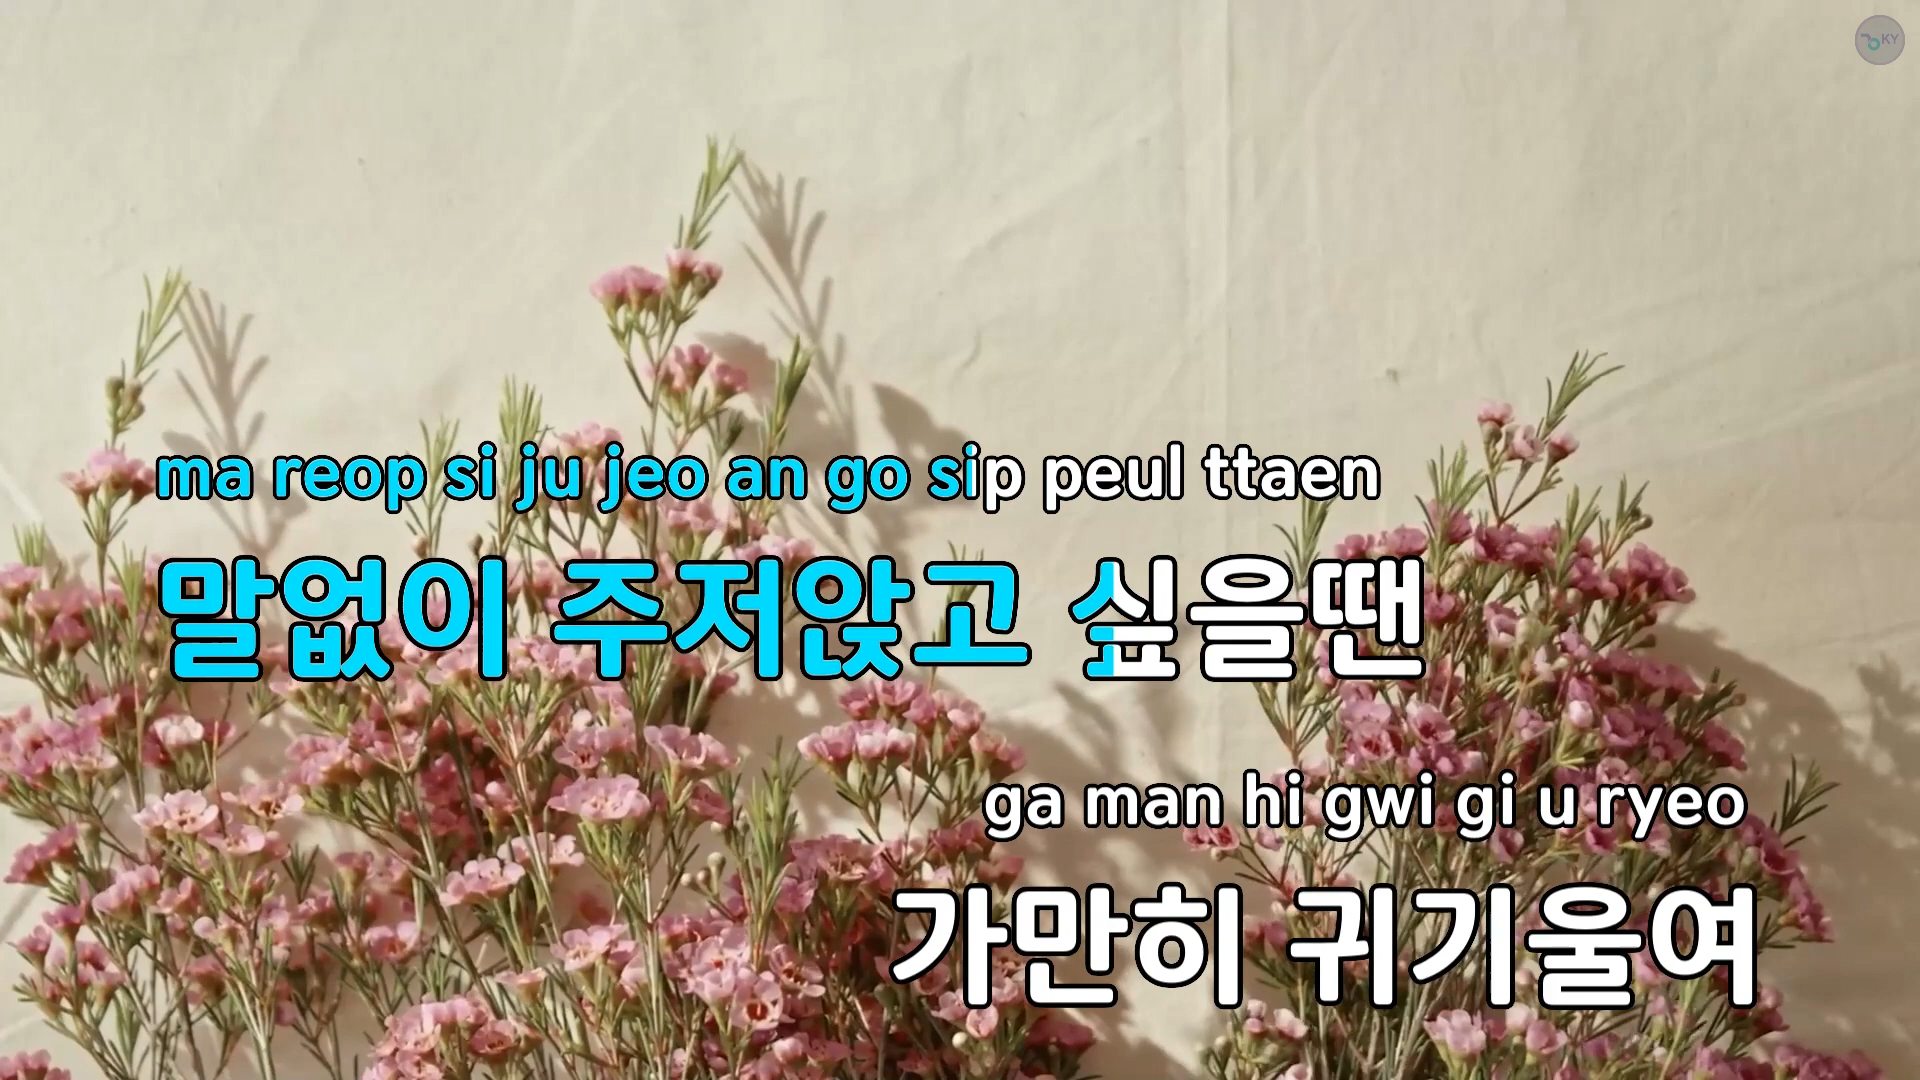 KY
ma reop si ju jeo an go sip peul ttaen
말없이 주저앉고 싶을땐
ga man hi gwi gi u ryeo
가만히 귀기울여